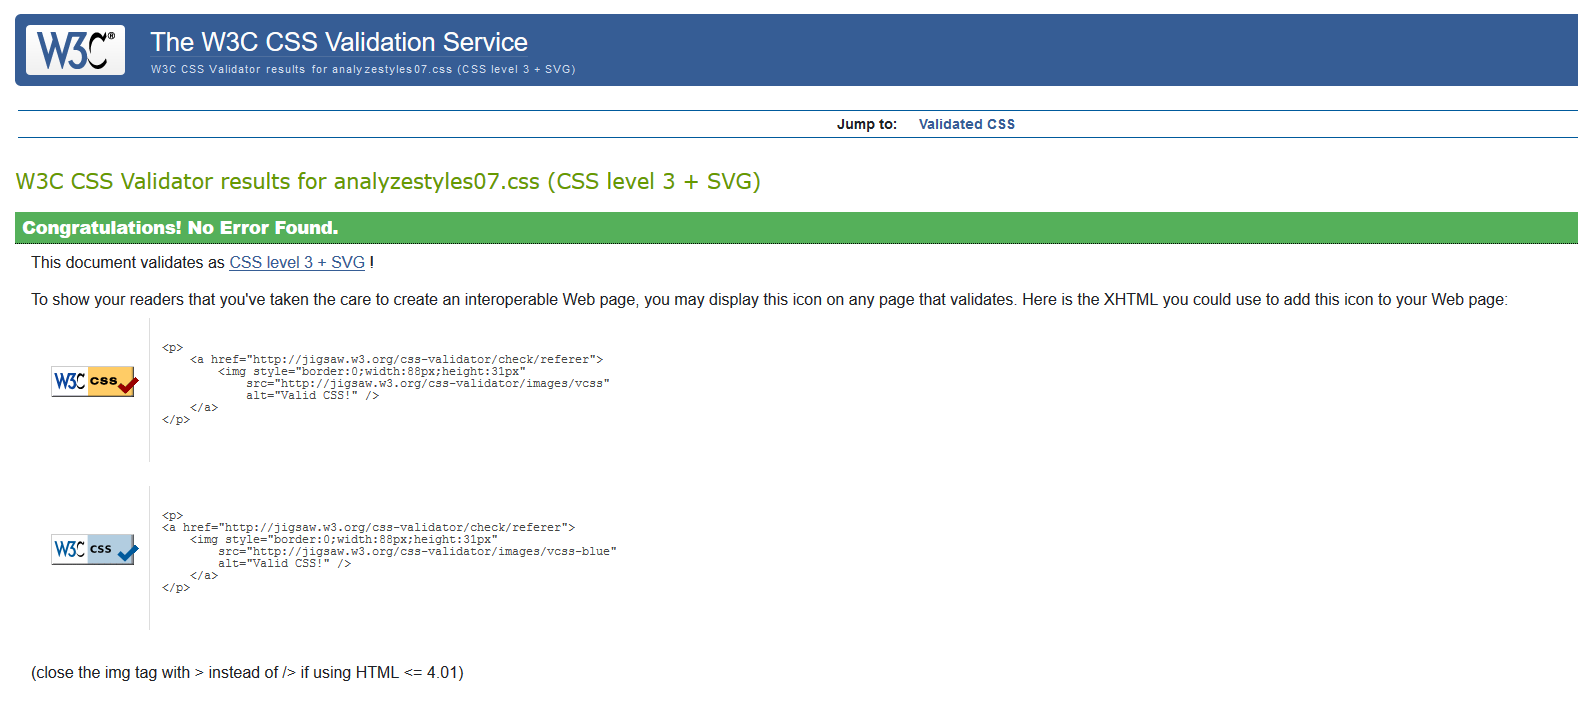 W3C®
The W3C CSS Validation Service
W3C CSS Validator results for analyzestyles07.css (CSS level 3 + SVG)
Jump to: Validated CSS
W3C CSS Validator results for analyzestyles07.css (CSS level 3 + SVG)
Congratulations! No Error Found.
This document validates as CSS level 3 + SVG !
To show your readers that you've taken the care to create an interoperable Web page, you may display this icon on any page that validates. Here is the XHTML you could use to add this icon to your Web page:
W3C css
<p>
    <a href="http://jigsaw.w3.org/css-validator/check/referer">
        <img style="border:0;width:88px;height:31px"
            src="http://jigsaw.w3.org/css-validator/images/vcss"
            alt="Valid CSS!" />
    </a>
</p>
W3C css
<p>
<a href="http://jigsaw.w3.org/css-validator/check/referer">
    <img style="border:0;width:88px;height:31px"
        src="http://jigsaw.w3.org/css-validator/images/vcss-blue"
        alt="Valid CSS!" />
    </a>
</p>
(close the img tag with > instead of /> if using HTML <= 4.01)